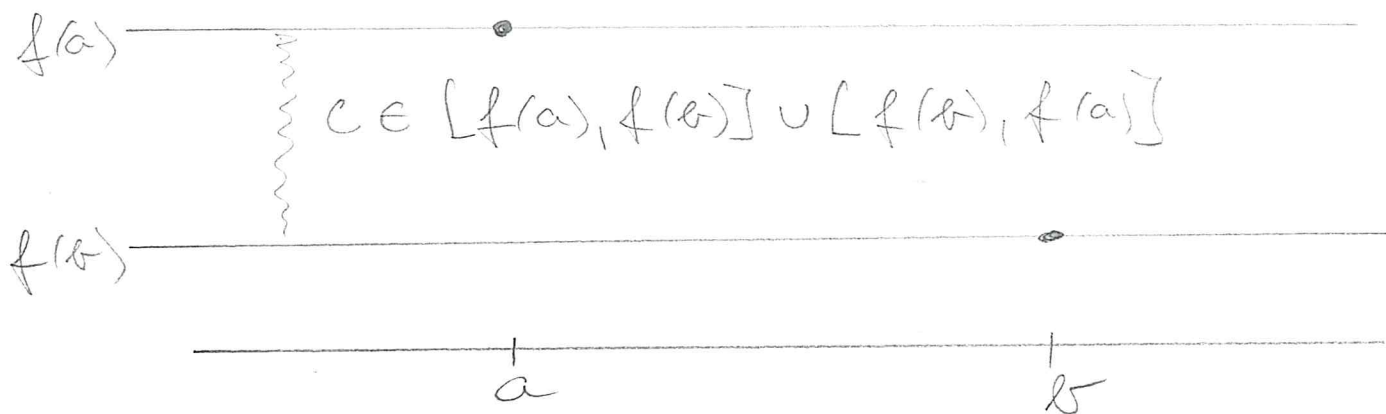 f(a)
c ∈ [f(a), f(b)] ∪ [f(b), f(a)]
f(b)
a b